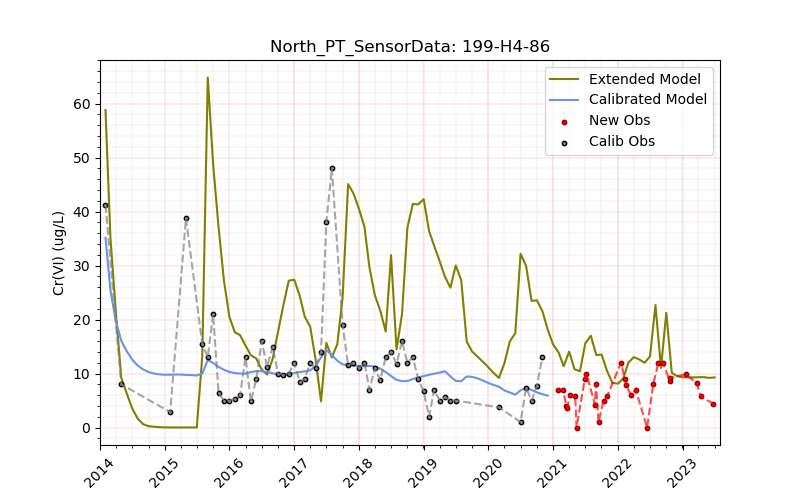 North_PT_SensorData: 199-H4-86
Extended Model
Calibrated Model
New Obs
Calib Obs
Cr(VI) (ug/L)
60
50
40
30
20
10
0
2014 2015 2016 2017 2018 2019 2020 2021 2022 2023